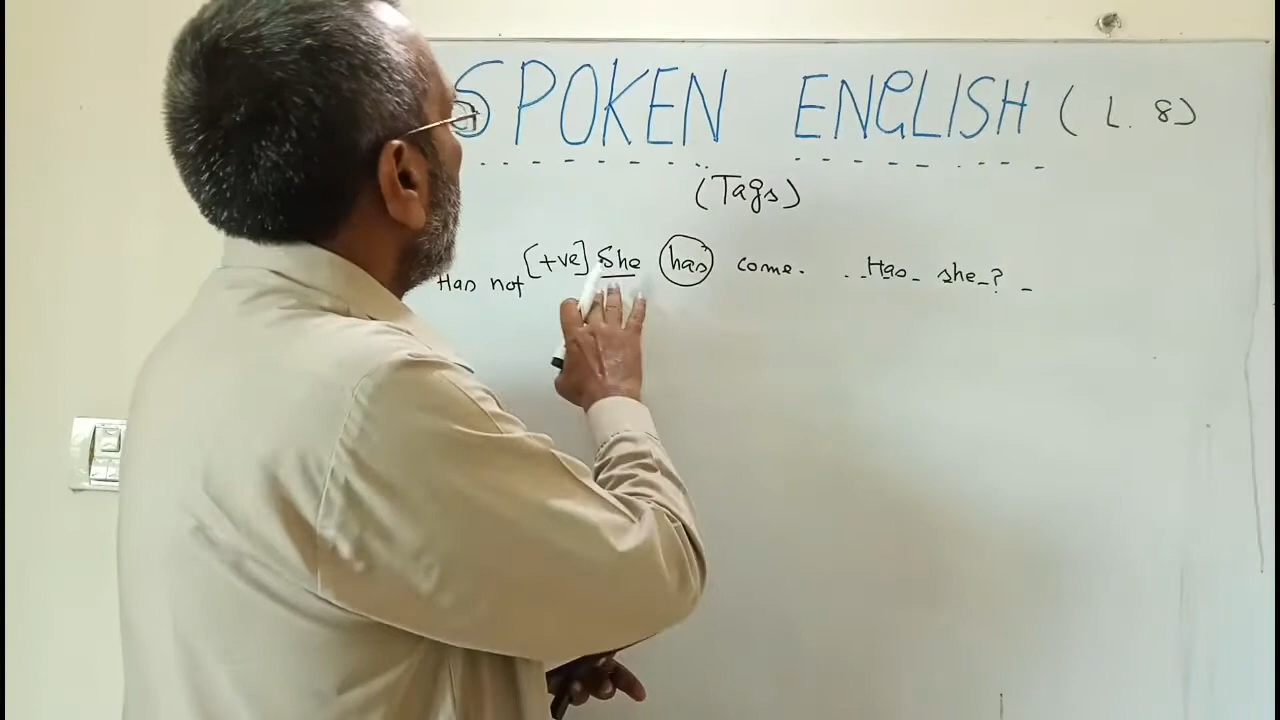 SPOKEN ENGLISH (L. 8)
(Tags)
[+ve] She has come. ..Has she?
Has not